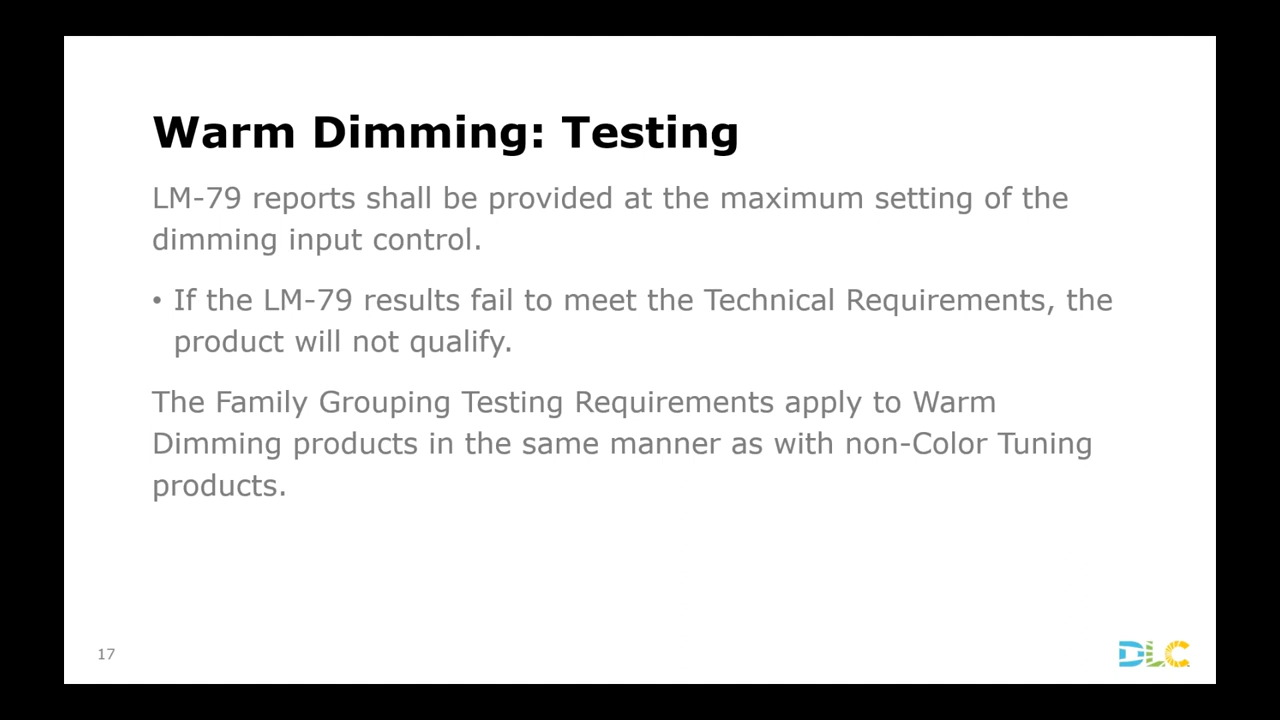 Warm Dimming: Testing
LM-79 reports shall be provided at the maximum setting of the
dimming input control.
• If the LM-79 results fail to meet the Technical Requirements, the
product will not qualify.
The Family Grouping Testing Requirements apply to Warm
Dimming products in the same manner as with non-Color Tuning
products.
17
DLC